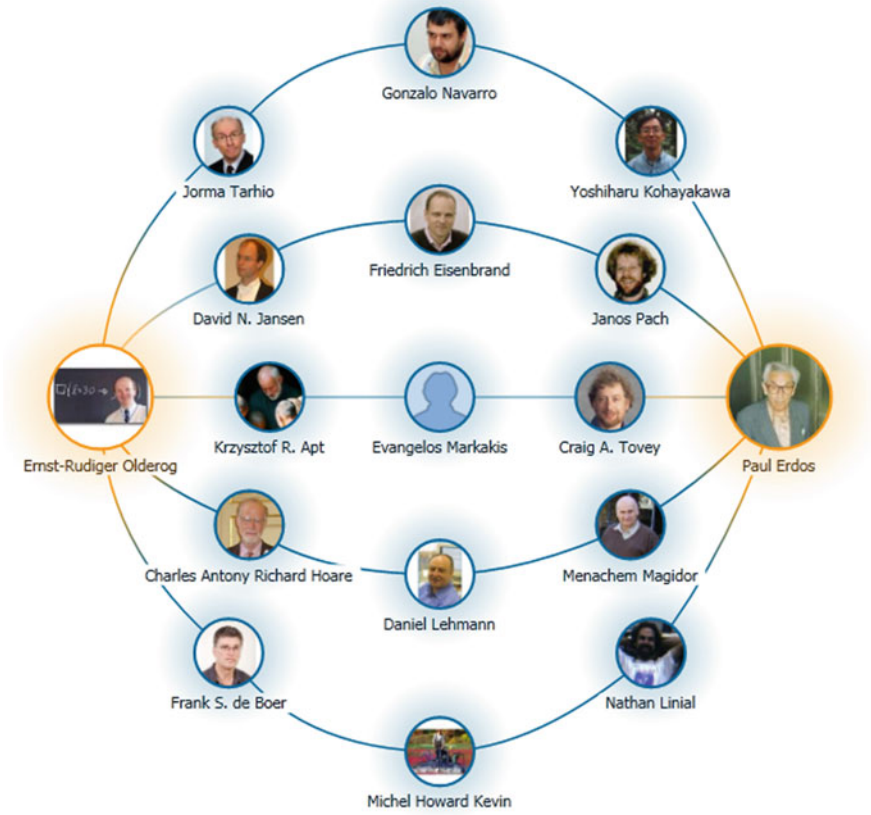 Gonzalo Navarro
Jorma Tarhio
Yoshiharu Kohayakawa
Friedrich Eisenbrand
David N. Jansen
Janos Pach
Ernst-Rudiger Olderog
Krzysztof R. Apt
Evangelos Markakis
Craig A. Tovey
Paul Erdos
Charles Antony Richard Hoare
Menachem Magidor
Daniel Lehmann
Frank S. de Boer
Nathan Linial
Michel Howard Kevin